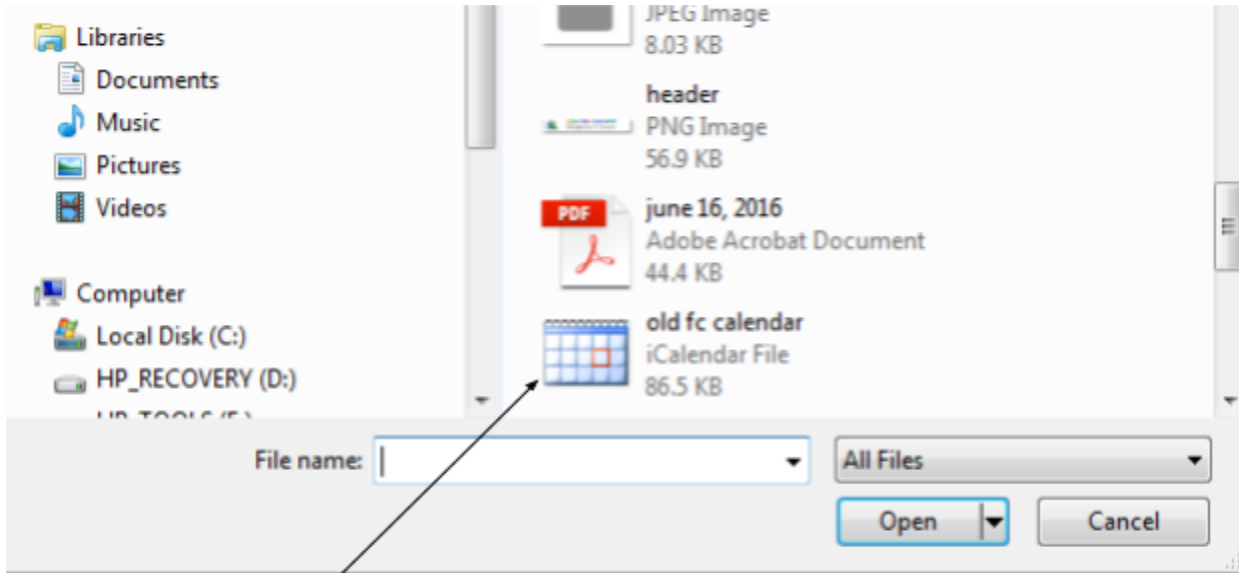 Libraries
Documents
Music
Pictures
Videos
Computer
Local Disk (C:)
HP_RECOVERY (D:)
JPEG Image
8.03 KB
header
PNG Image
56.9 KB
PDF
june 16, 2016
Adobe Acrobat Document
44.4 KB
old fc calendar
iCalendar File
86.5 KB
File name:
All Files
Open
Cancel